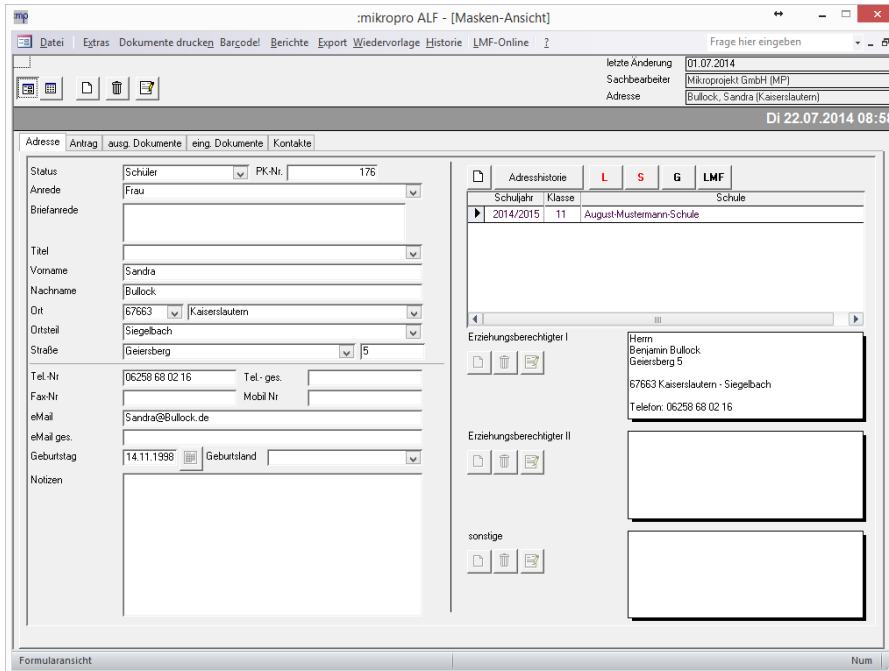 mp :mikropro ALF - [Masken-Ansicht]
Datei Extras Dokumente drucken Barcode! Berichte Export Wiedervorlage Historie LMF-Online ? Frage hier eingeben
letzte Änderung 01.07.2014
Sachbearbeiter Mikroprojekt GmbH (MP)
Adresse Bullock, Sandra (Kaiserslautern)
Di 22.07.2014 08:58
Adresse Antrag ausg. Dokumente eing. Dokumente Kontakte
Status Schüler PK-Nr. 176
Anrede Frau
Briefanrede
Titel
Vorname Sandra
Nachname Bullock
Ort 67663 Kaiserslautern
Ortsteil Siegelbach
Straße Geiersberg 5
Tel.-Nr 06258 68 02 16 Tel.- ges.
Fax-Nr Mobil Nr
eMail Sandra@Bullock.de
eMail ges.
Geburtstag 14.11.1998 Geburtsland
Notizen
Adresshistorie L S G LMF
Schuljahr Klasse Schule
2014/2015 11 August-Mustermann-Schule
Erziehungsberechtigter I
Herrn
Benjamin Bullock
Geiersberg 5
67663 Kaiserslautern - Siegelbach
Telefon: 06258 68 02 16
Erziehungsberechtigter II
sonstige
Formularansicht Num